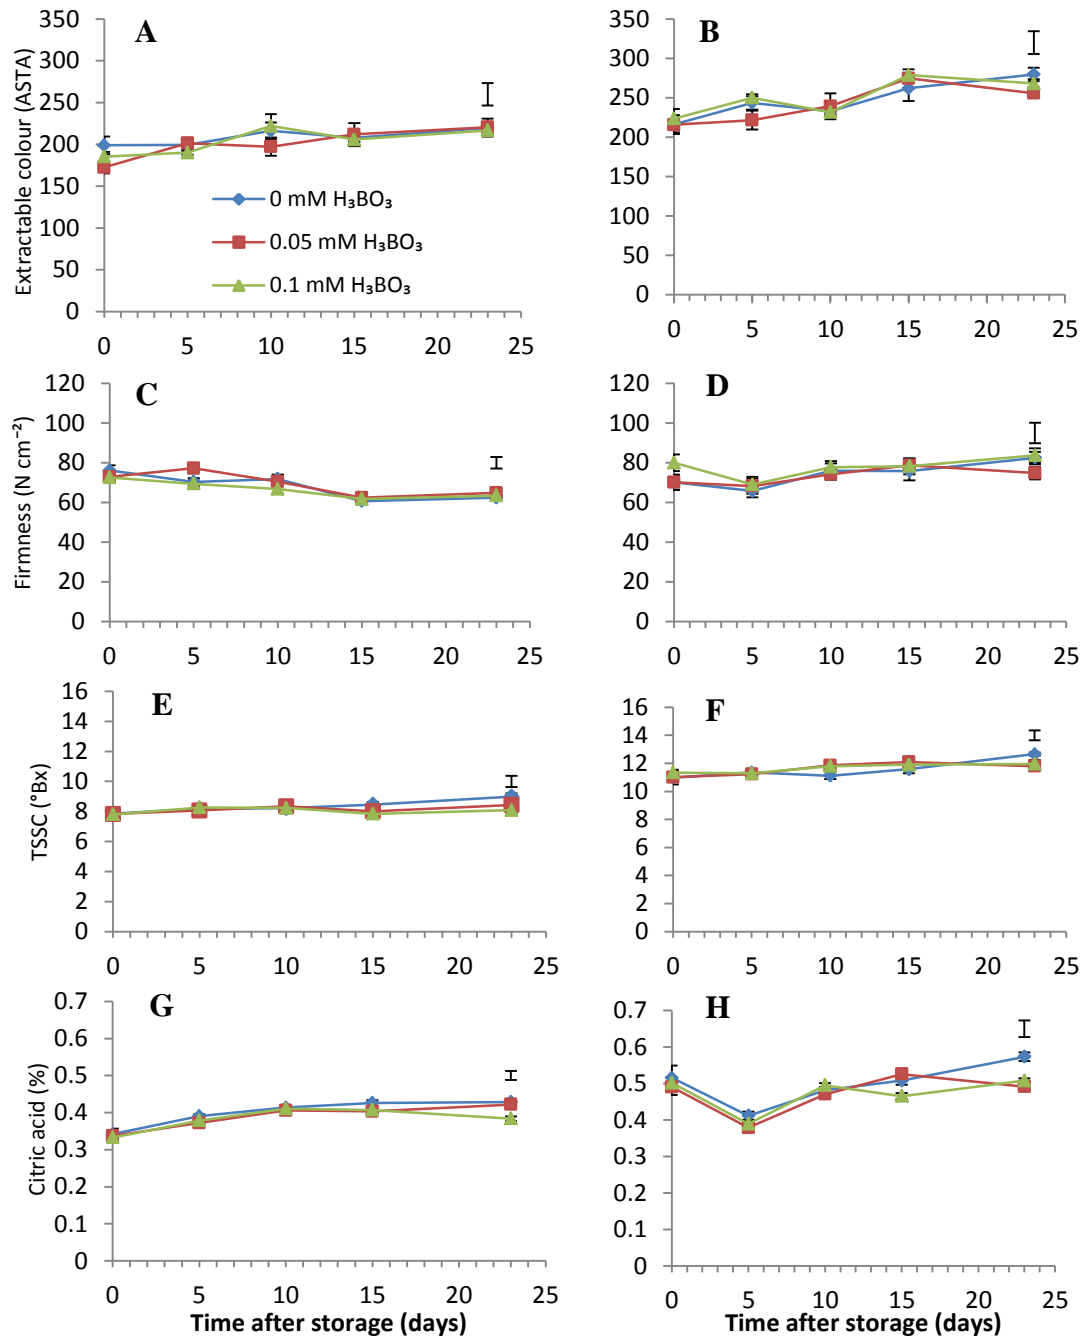 A
Extractable colour (ASTA)
350
300
250
200
150
100
50
0
0 5 10 15 20 25
0 mM H₃BO₃
0.05 mM H₃BO₃
0.1 mM H₃BO₃
B
350
300
250
200
150
100
50
0
0 5 10 15 20 25
C
Firmness (N cm⁻²)
120
100
80
60
40
20
0
0 5 10 15 20 25
D
120
100
80
60
40
20
0
0 5 10 15 20 25
E
TSSC (°Bx)
16
14
12
10
8
6
4
2
0
0 5 10 15 20 25
F
16
14
12
10
8
6
4
2
0
0 5 10 15 20 25
G
Citric acid (%)
0.7
0.6
0.5
0.4
0.3
0.2
0.1
0
0 5 10 15 20 25
Time after storage (days)
H
0.7
0.6
0.5
0.4
0.3
0.2
0.1
0
0 5 10 15 20 25
Time after storage (days)